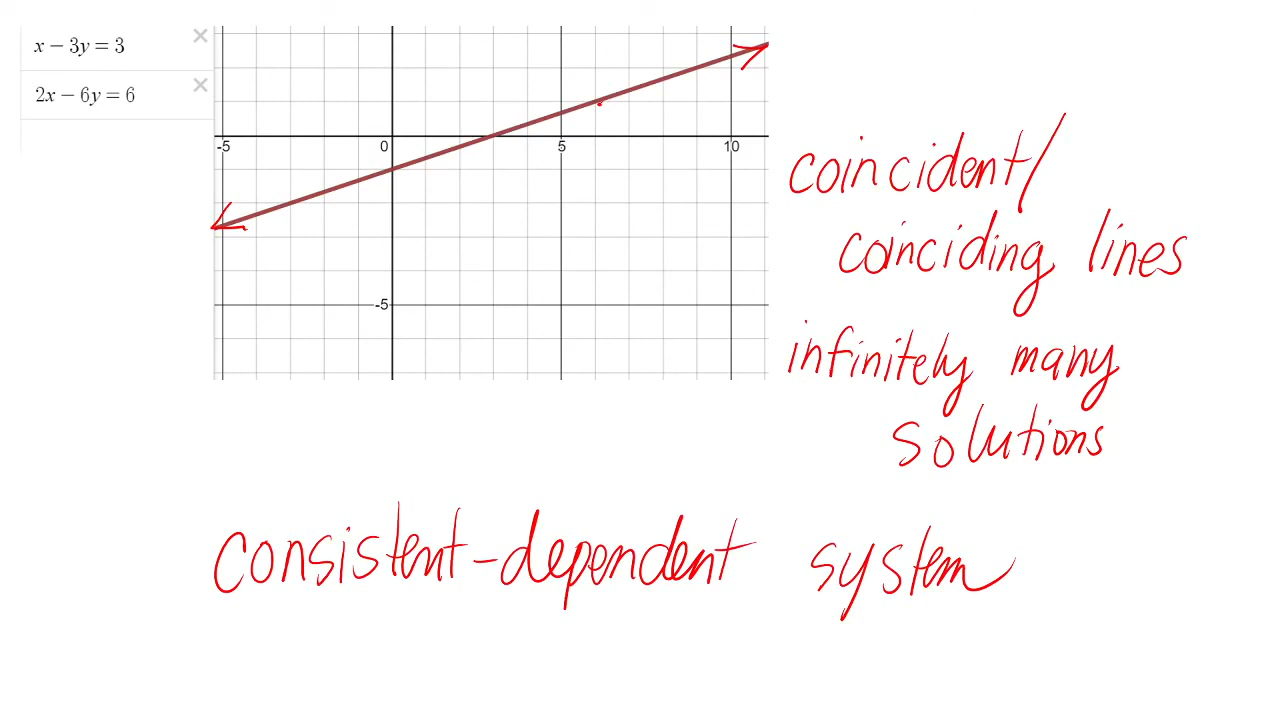 x − 3y = 3
2x − 6y = 6
-5 0 5 10
-5
coincident/
coinciding lines
infinitely many
solutions
consistent-dependent system